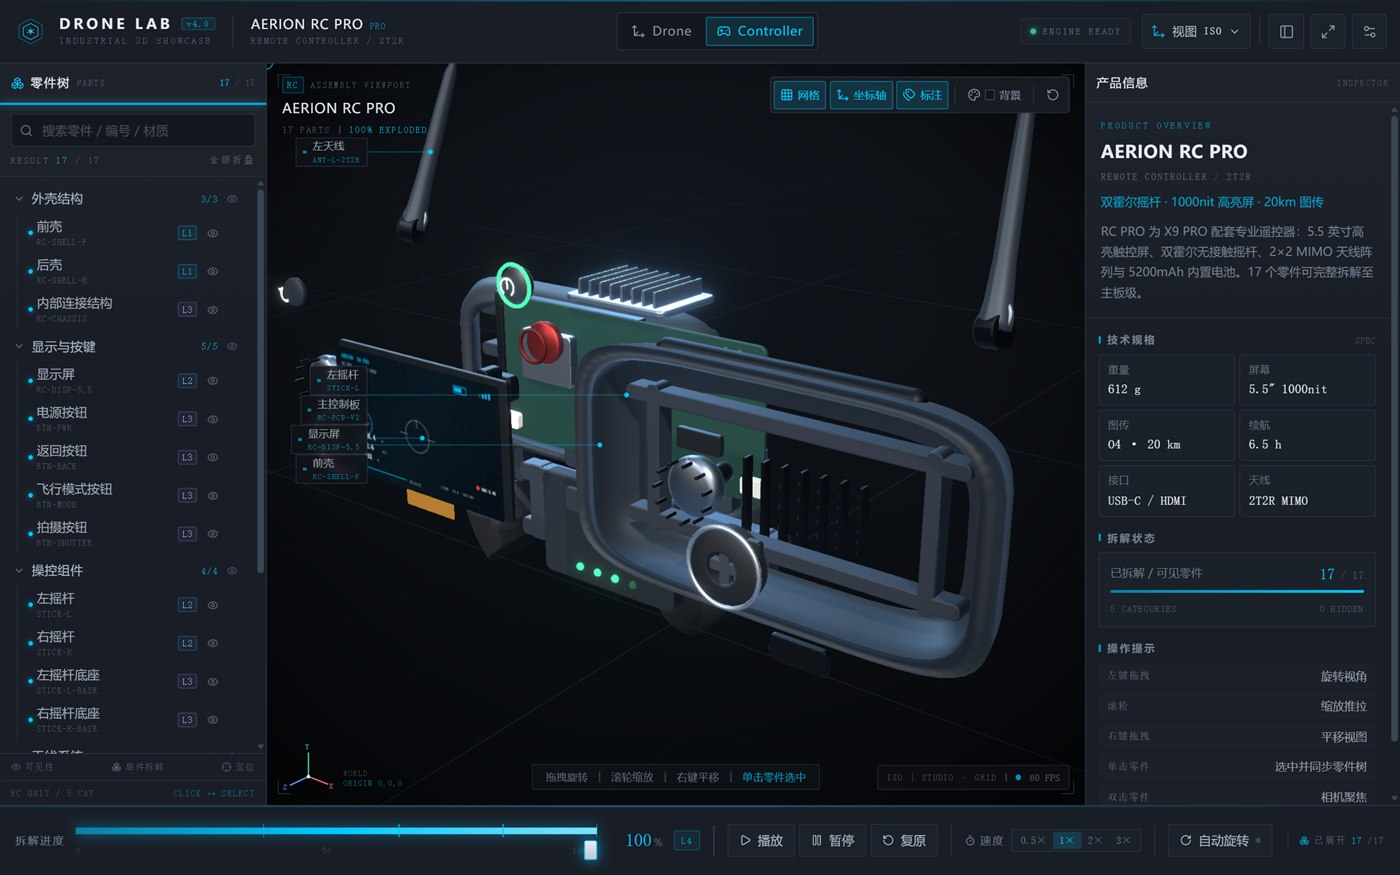 DRONE LAB v4.0
INDUSTRIAL 3D SHOWCASE
AERION RC PRO PRO
REMOTE CONTROLLER / 2T2R
Drone
Controller
ENGINE READY
视图 ISO
零件树 PARTS
17 / 17
搜索零件 / 编号 / 材质
RESULT 17 / 17
全部折叠
外壳结构 3/3
前壳
RC-SHELL-F
L1
后壳
RC-SHELL-R
L1
内部连接结构
RC-CHASSIS
L3
显示与按键 5/5
显示屏
RC-DISP-5.5
L2
电源按钮
BTN-PWR
L3
返回按钮
BTN-BACK
L3
飞行模式按钮
BTN-MODE
L3
拍摄按钮
BTN-SHUTTER
L3
操控组件 4/4
左摇杆
STICK-L
L2
右摇杆
STICK-R
L2
左摇杆底座
STICK-L-BASE
L3
右摇杆底座
STICK-R-BASE
L3
可见性
单件拆解
定位
RC UNIT / 5 CAT
CLICK ↔ SELECT
RC ASSEMBLY VIEWPORT
AERION RC PRO
17 PARTS | 100% EXPLODED
网格
坐标轴
标注
背景
左天线
ANT-L-2T2R
左摇杆
STICK-L
主控制板
RC-PCB-V2
显示屏
RC-DISP-5.5
前壳
RC-SHELL-F
Y
Z
X
WORLD
ORIGIN 0,0,0
拖拽旋转 | 滚轮缩放 | 右键平移 | 单击零件选中
ISO | STUDIO · GRID | 60 FPS
产品信息
INSPECTOR
PRODUCT OVERVIEW
AERION RC PRO
REMOTE CONTROLLER / 2T2R
双霍尔摇杆 · 1000nit 高亮屏 · 20km 图传
RC PRO 为 X9 PRO 配套专业遥控器：5.5 英寸高
亮触控屏、双霍尔无接触摇杆、2×2 MIMO 天线阵
列与 5200mAh 内置电池。17 个零件可完整拆解至
主板级。
技术规格
SPEC
重量
612 g
屏幕
5.5″ 1000nit
图传
O4 · 20 km
续航
6.5 h
接口
USB-C / HDMI
天线
2T2R MIMO
拆解状态
已拆解 / 可见零件
17 / 17
5 CATEGORIES
0 HIDDEN
操作提示
左键拖拽
旋转视角
滚轮
缩放推拉
右键拖拽
平移视图
单击零件
选中并同步零件树
双击零件
相机聚焦
拆解进度
0
50
100%
L4
播放
暂停
复原
速度
0.5×
1×
2×
3×
自动旋转
已展开 17 /17